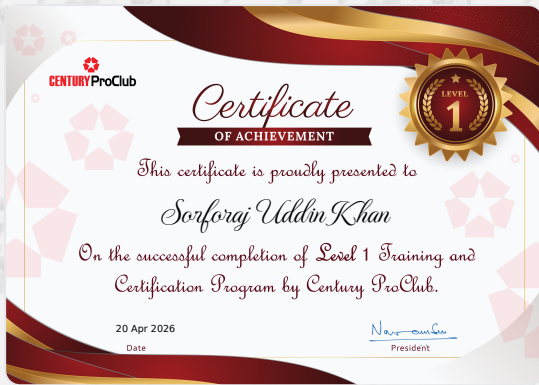 CENTURY ProClub
Certificate
OF ACHIEVEMENT
LEVEL
1
This certificate is proudly presented to
Sorforaj Uddin Khan
On the successful completion of Level 1 Training and
Certification Program by Century ProClub.
20 Apr 2026
Date
President